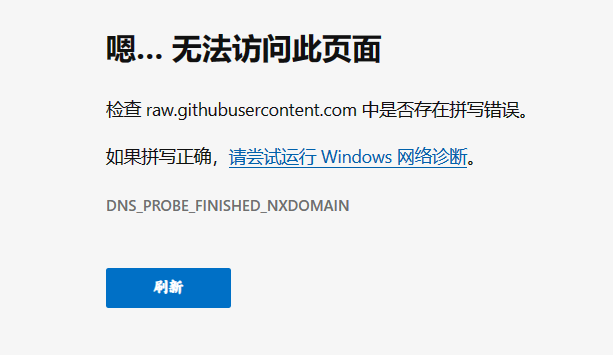 嗯... 无法访问此页面
检查 raw.githubusercontent.com 中是否存在拼写错误。
如果拼写正确，请尝试运行 Windows 网络诊断。
DNS_PROBE_FINISHED_NXDOMAIN
刷新